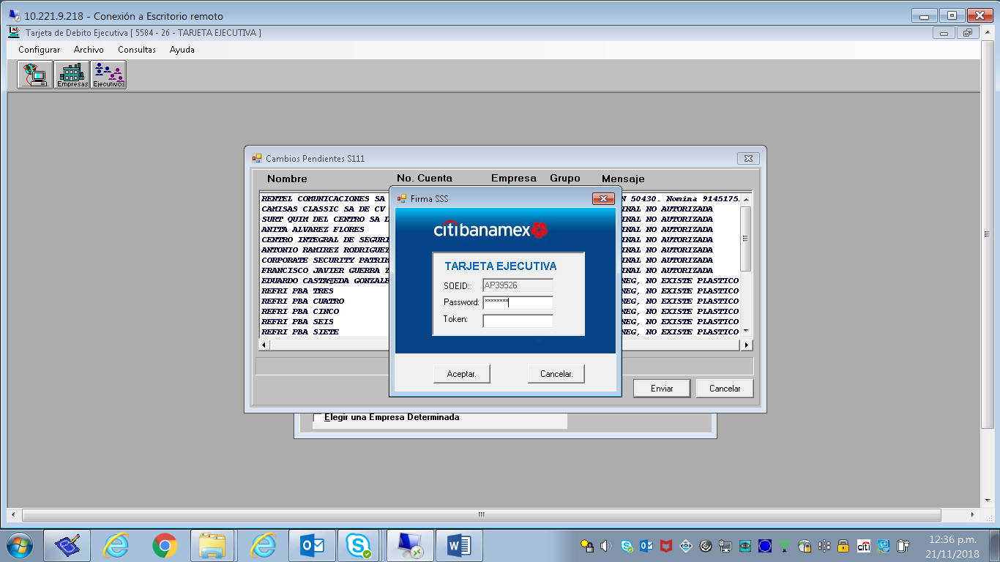 10.221.9.218 - Conexión a Escritorio remoto
Tarjeta de Debito Ejecutiva [ 5584 - 26 - TARJETA EJECUTIVA ]
Configurar Archivo Consultas Ayuda
Empresas Ejecutivos
Cambios Pendientes S111
Nombre No. Cuenta Empresa Grupo Mensaje
RENTEL COMUNICACIONES SA N 50430. Nomina 9145175
CAMISAS CLASSIC SA DE CV INAL NO AUTORIZADA
SURT QUIM DEL CENTRO SA D INAL NO AUTORIZADA
ANITA ALVAREZ FLORES INAL NO AUTORIZADA
CENTRO INTEGRAL DE SEGURI INAL NO AUTORIZADA
ANTONIO RAMIREZ RODRIGUEZ INAL NO AUTORIZADA
CORPORATE SECURITY PATRIM INAL NO AUTORIZADA
FRANCISCO JAVIER GUERRA Z INAL NO AUTORIZADA
EDUARDO CASTA¶EDA GONZALE NEG, NO EXISTE PLASTICO
REFRI PBA TRES NEG, NO EXISTE PLASTICO
REFRI PBA CUATRO NEG, NO EXISTE PLASTICO
REFRI PBA CINCO NEG, NO EXISTE PLASTICO
REFRI PBA SEIS NEG, NO EXISTE PLASTICO
REFRI PBA SIETE NEG, NO EXISTE PLASTICO
Firma SSS
citibanamex
TARJETA EJECUTIVA
SOEID: AP39526
Password: ********
Token:
Aceptar. Cancelar.
Enviar Cancelar
Elegir una Empresa Determinada
citi
12:36 p.m.
21/11/2018